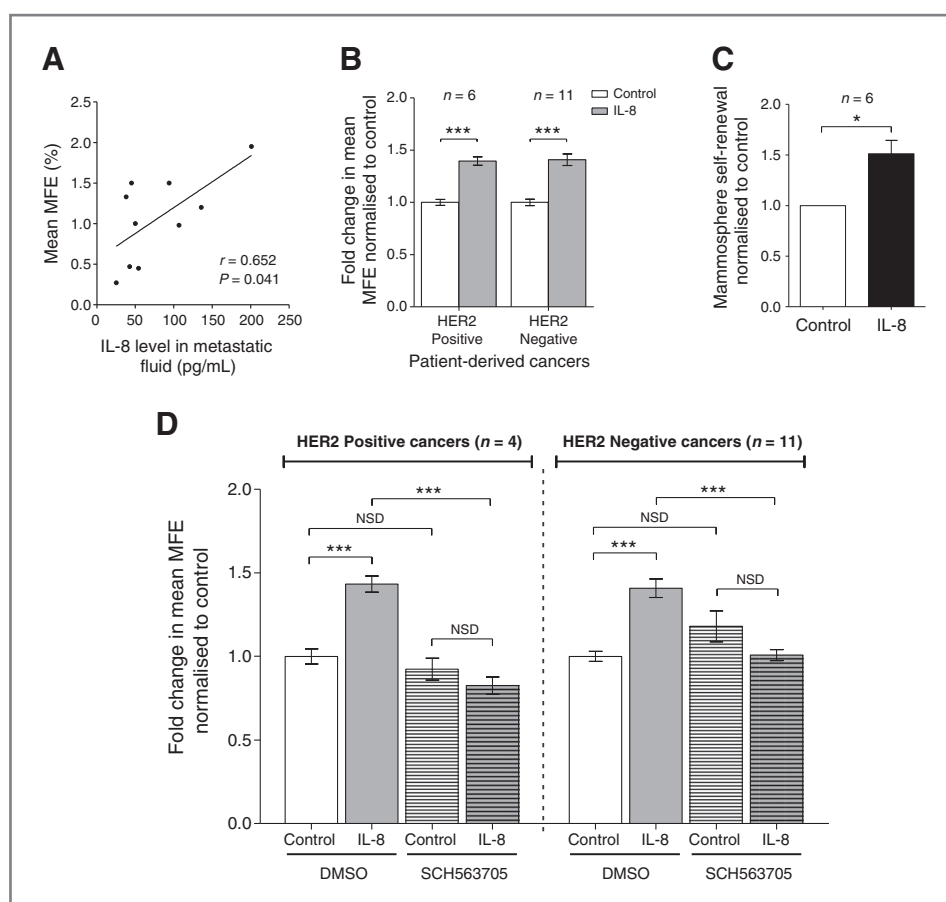 A
2.5
2.0
1.5
1.0
0.5
0.0
Mean MFE (%)
r = 0.652
P = 0.041
0 50 100 150 200 250
IL-8 level in metastatic
fluid (pg/mL)
B
n = 6 n = 11
Control
IL-8
*** ***
2.0
1.5
1.0
0.5
0.0
Fold change in mean
MFE normalised to control
HER2
Positive
HER2
Negative
Patient-derived cancers
C
n = 6
*
2.0
1.5
1.0
0.5
0.0
Mammosphere self-renewal
normalised to control
Control IL-8
D
HER2 Positive cancers (n = 4) HER2 Negative cancers (n = 11)
2.0
1.5
1.0
0.5
0.0
Fold change in mean MFE
normalised to control
*** ***
NSD NSD
*** ***
NSD NSD
Control IL-8 Control IL-8 Control IL-8 Control IL-8
DMSO SCH563705 DMSO SCH563705